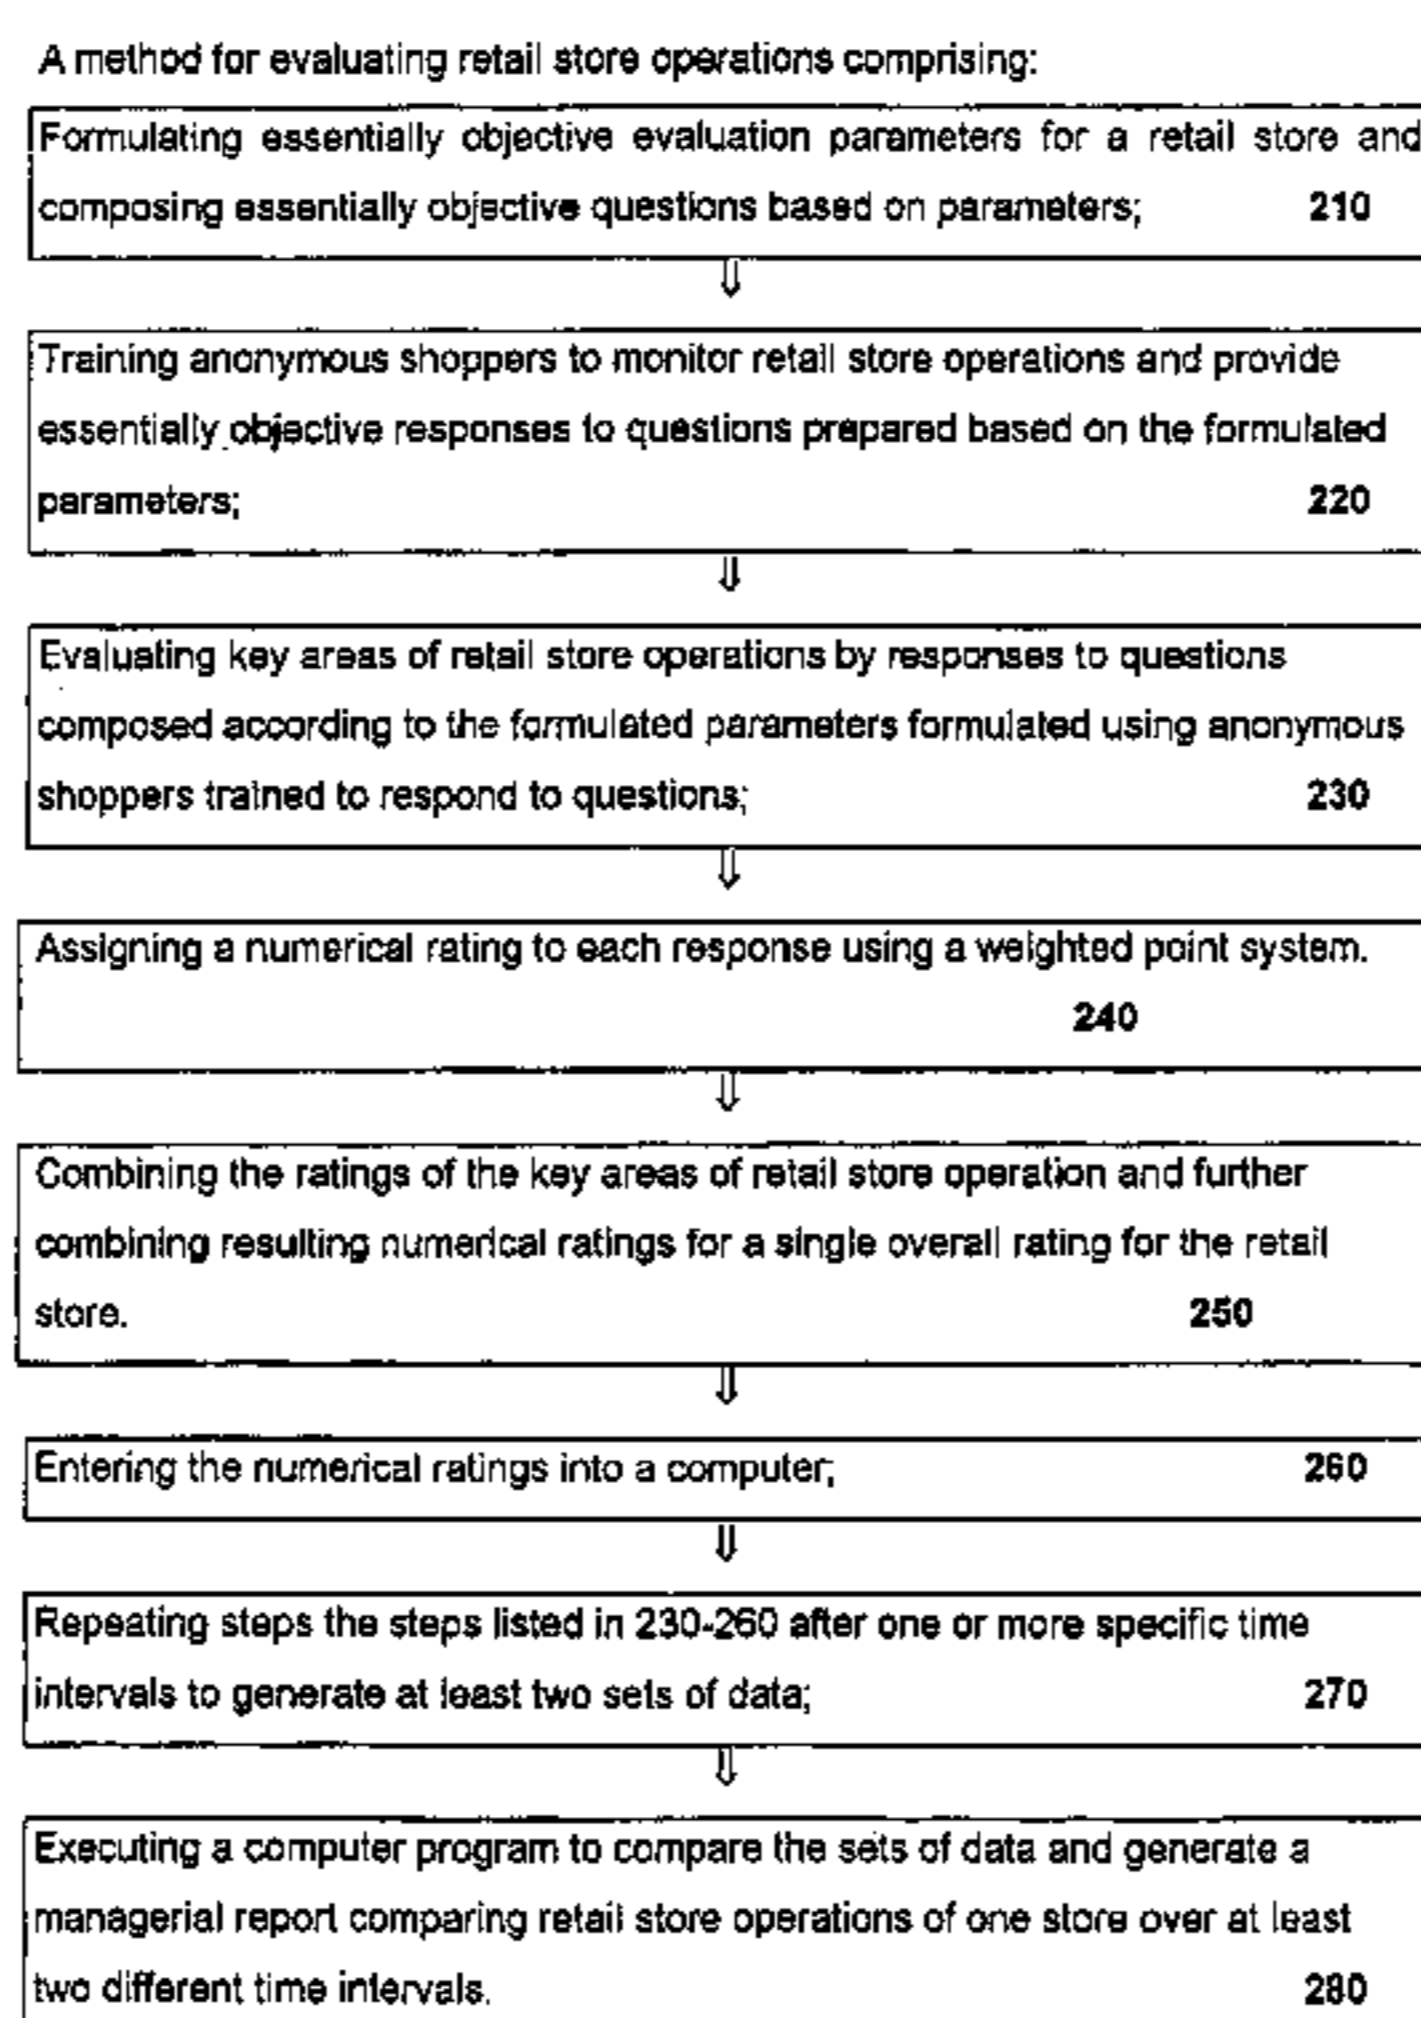 A method for evaluating retail store operations comprising:
Formulating essentially objective evaluation parameters for a retail store and
composing essentially objective questions based on parameters; 210
⇓
Training anonymous shoppers to monitor retail store operations and provide
essentially objective responses to questions prepared based on the formulated
parameters; 220
⇓
Evaluating key areas of retail store operations by responses to questions
composed according to the formulated parameters formulated using anonymous
shoppers trained to respond to questions; 230
⇓
Assigning a numerical rating to each response using a weighted point system.
240
⇓
Combining the ratings of the key areas of retail store operation and further
combining resulting numerical ratings for a single overall rating for the retail
store. 250
⇓
Entering the numerical ratings into a computer; 260
⇓
Repeating steps the steps listed in 230-260 after one or more specific time
intervals to generate at least two sets of data; 270
⇓
Executing a computer program to compare the sets of data and generate a
managerial report comparing retail store operations of one store over at least
two different time intervals. 280